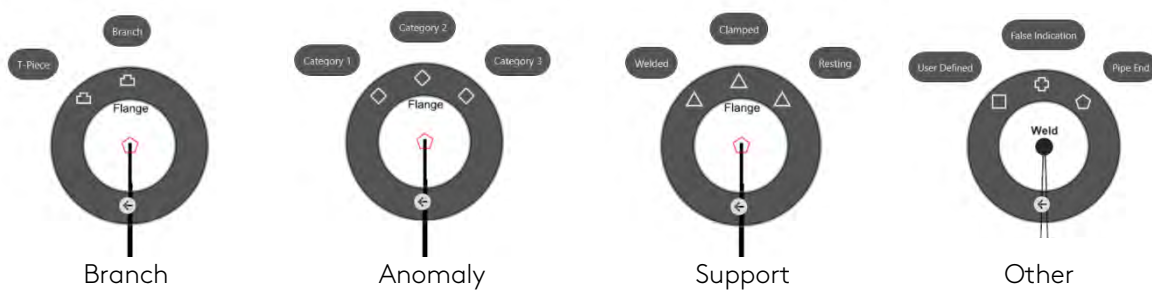 T-Piece
Branch
Flange
Branch
Category 1
Category 2
Category 3
Flange
Anomaly
Welded
Clamped
Resting
Flange
Support
User Defined
False Indication
Pipe End
Weld
Other